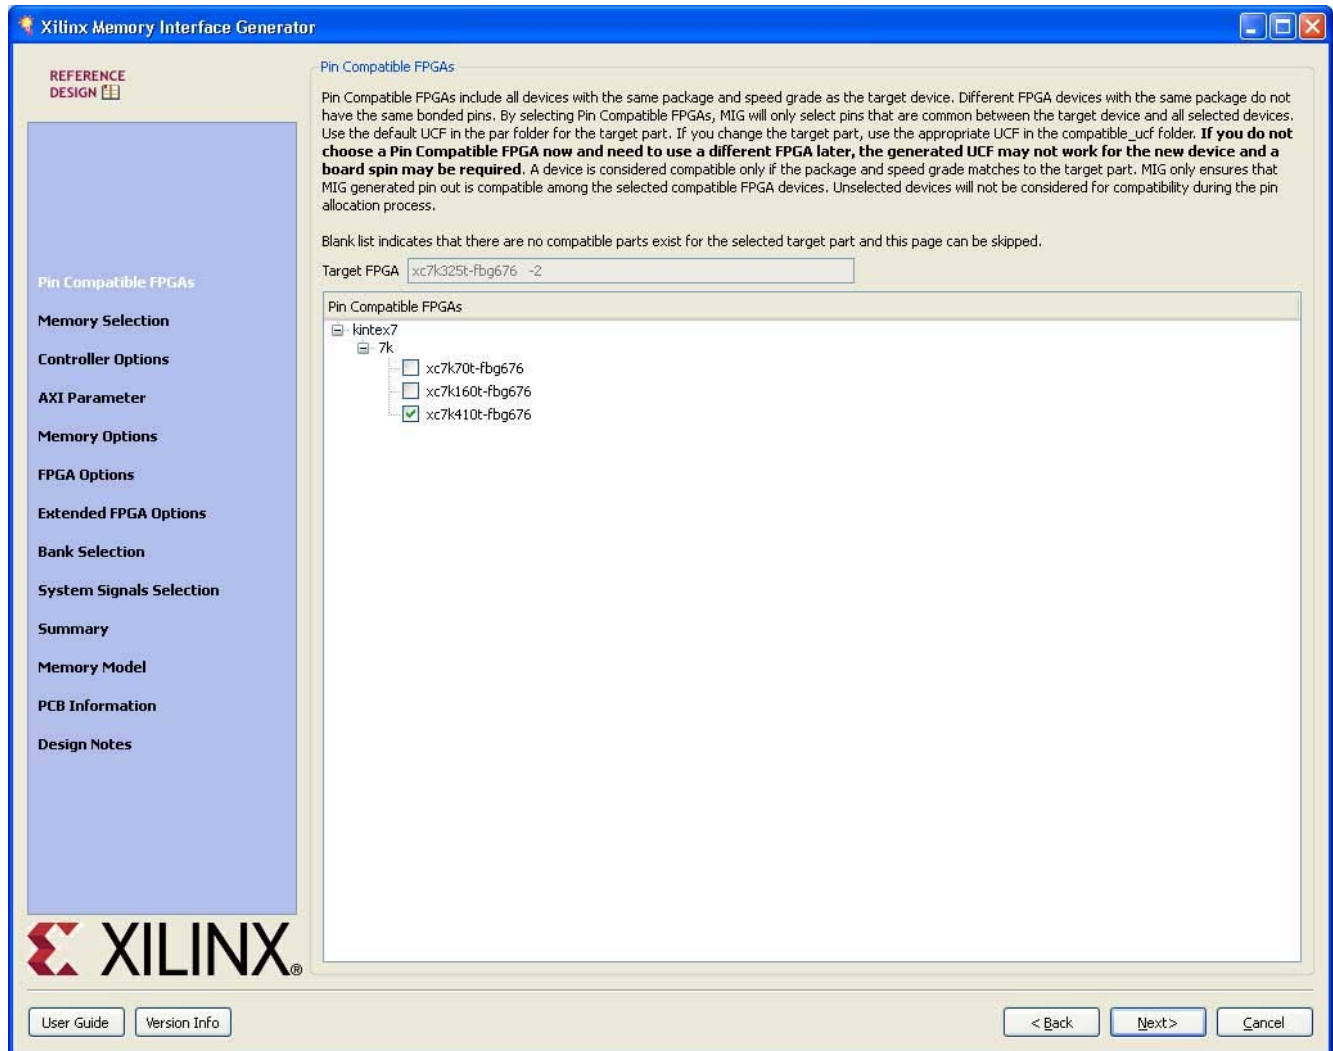 Xilinx Memory Interface Generator
REFERENCE
DESIGN
Pin Compatible FPGAs
Pin Compatible FPGAs include all devices with the same package and speed grade as the target device. Different FPGA devices with the same package do not
have the same bonded pins. By selecting Pin Compatible FPGAs, MIG will only select pins that are common between the target device and all selected devices.
Use the default UCF in the par folder for the target part. If you change the target part, use the appropriate UCF in the compatible_ucf folder. If you do not
choose a Pin Compatible FPGA now and need to use a different FPGA later, the generated UCF may not work for the new device and a
board spin may be required. A device is considered compatible only if the package and speed grade matches to the target part. MIG only ensures that
MIG generated pin out is compatible among the selected compatible FPGA devices. Unselected devices will not be considered for compatibility during the pin
allocation process.
Blank list indicates that there are no compatible parts exist for the selected target part and this page can be skipped.
Target FPGA xc7k325t-fbg676 -2
Pin Compatible FPGAs
kintex7
7k
xc7k70t-fbg676
xc7k160t-fbg676
xc7k410t-fbg676
Pin Compatible FPGAs
Memory Selection
Controller Options
AXI Parameter
Memory Options
FPGA Options
Extended FPGA Options
Bank Selection
System Signals Selection
Summary
Memory Model
PCB Information
Design Notes
XILINX®
User Guide Version Info < Back Next> Cancel